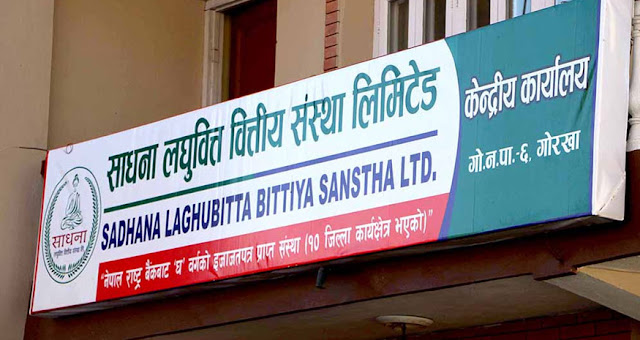 साधना लघुवित्त वित्तीय संस्था लिमिटेड
SADHANA LAGHUBITTA BITTIYA SANSTHA LTD.
"नेपाल राष्ट्र बैंकबाट 'घ' वर्गको इजाजतपत्र प्राप्त संस्था (१० जिल्ला कार्यक्षेत्र भएको)"
केन्द्रीय कार्यालय
गो.न.पा.-६, गोरखा
साधना